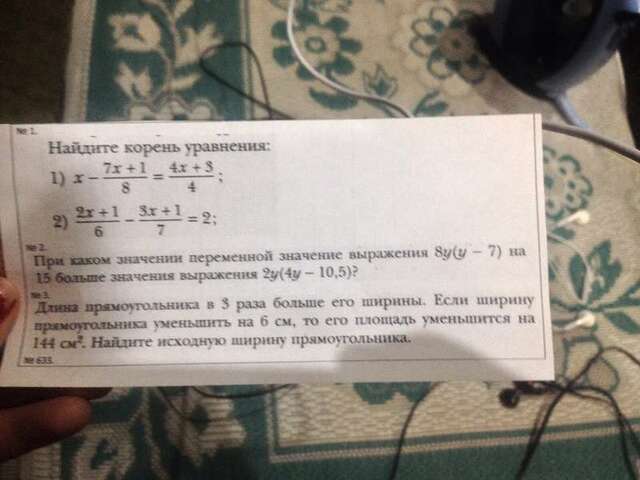 № 1.
Найдите корень уравнения:
1) x − (7x + 1)/8 = (4x + 3)/4 ;
2) (2x + 1)/6 − (3x + 1)/7 = 2;
№ 2.
При каком значении переменной значение выражения 8y(y − 7) на
15 больше значения выражения 2y(4y − 10,5)?
№3.
Длина прямоугольника в 3 раза больше его ширины. Если ширину
прямоугольника уменьшить на 6 см, то его площадь уменьшится на
144 см². Найдите исходную ширину прямоугольника.
№ 633.